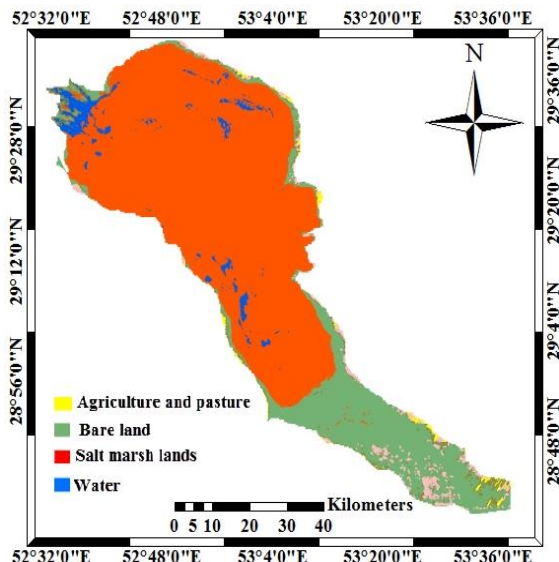 52°32'0"E 52°48'0"E 53°4'0"E 53°20'0"E 53°36'0"E
N
29°36'0"N
29°28'0"N
29°20'0"N
29°12'0"N
29°4'0"N
28°56'0"N
28°48'0"N
Agriculture and pasture
Bare land
Salt marsh lands
Water
Kilometers
0 5 10 20 30 40
52°32'0"E 52°48'0"E 53°4'0"E 53°20'0"E 53°36'0"E